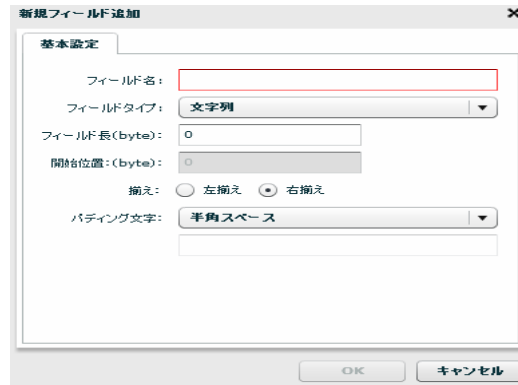 新規フィールド追加
基本設定
フィールド名:
フィールドタイプ: 文字列
フィールド長(byte): 0
開始位置:(byte): 0
揃え: 左揃え 右揃え
パディング文字: 半角スペース
OK キャンセル